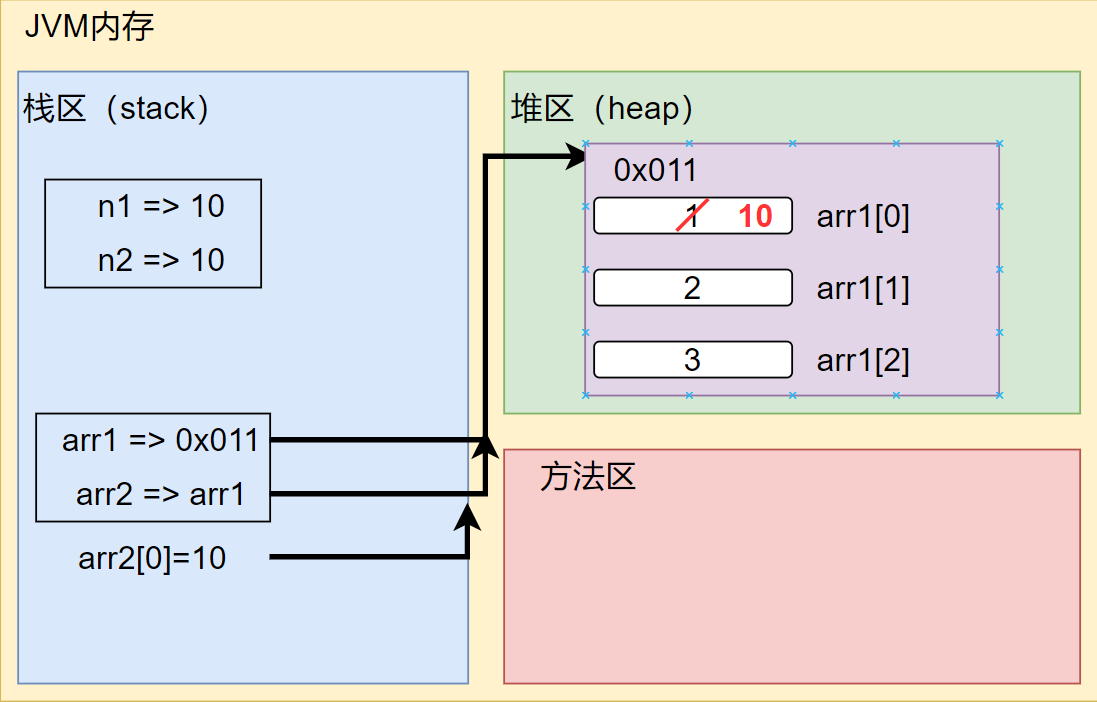 JVM内存
栈区（stack）
n1 => 10
n2 => 10
arr1 => 0x011
arr2 => arr1
arr2[0]=10
堆区（heap）
0x011
1 10 arr1[0]
2 arr1[1]
3 arr1[2]
方法区